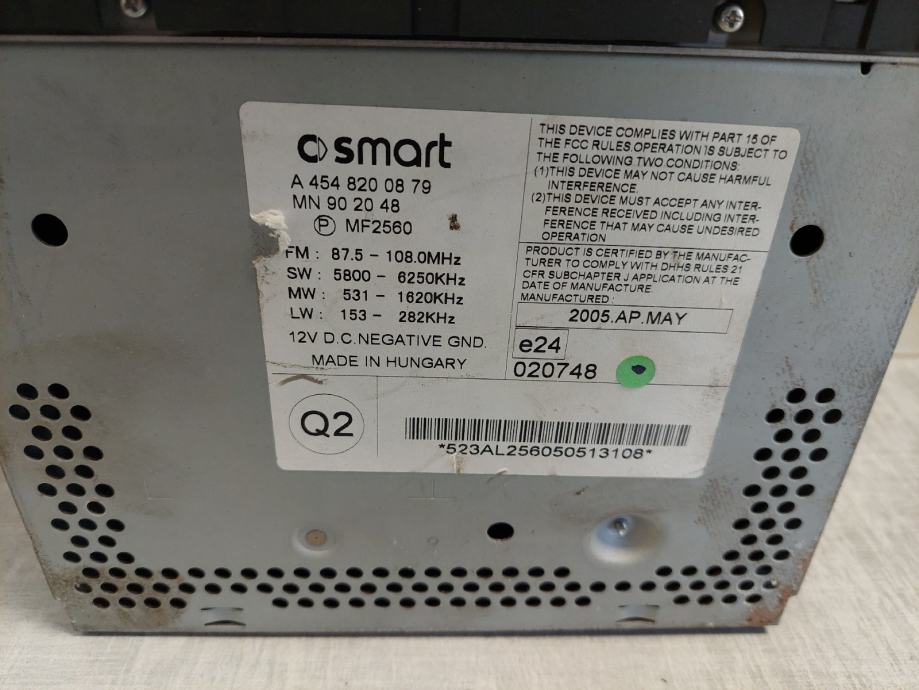 smart
A 454 820 08 79
MN 90 20 48
P MF2560
FM : 87.5 - 108.0MHz
SW : 5800 - 6250KHz
MW : 531 - 1620KHz
LW : 153 - 282KHz
12V D.C.NEGATIVE GND.
MADE IN HUNGARY
THIS DEVICE COMPLIES WITH PART 15 OF
THE FCC RULES.OPERATION IS SUBJECT TO
THE FOLLOWING TWO CONDITIONS:
(1)THIS DEVICE MAY NOT CAUSE HARMFUL
INTERFERENCE.
(2)THIS DEVICE MUST ACCEPT ANY INTER-
FERENCE RECEIVED INCLUDING INTER-
FERENCE THAT MAY CAUSE UNDESIRED
OPERATION
PRODUCT IS CERTIFIED BY THE MANUFAC-
TURER TO COMPLY WITH DHHS RULES 21
CFR SUBCHAPTER J APPLICATION AT THE
DATE OF MANUFACTURE.
MANUFACTURED :
2005.AP.MAY
e24
020748
Q2
*523AL256050513108*